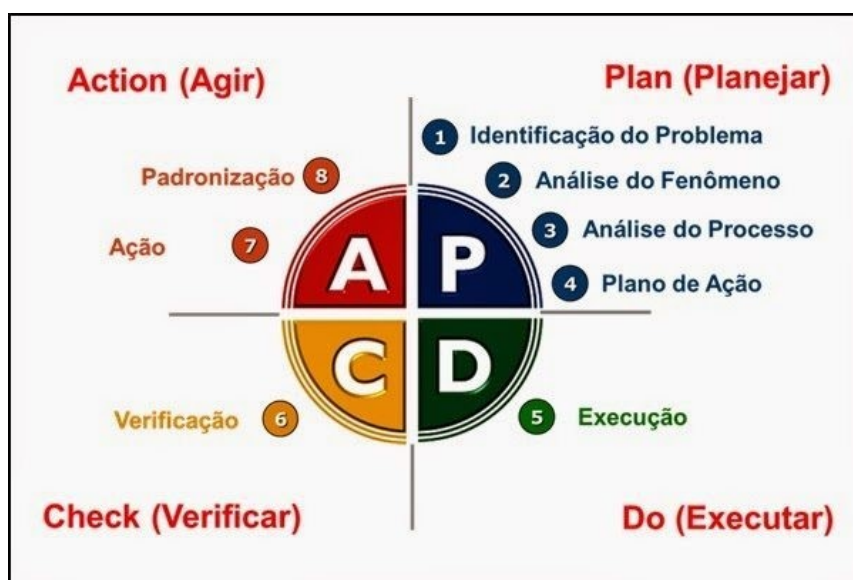 Action (Agir)
Plan (Planejar)
1 Identificação do Problema
2 Análise do Fenômeno
3 Análise do Processo
4 Plano de Ação
Padronização 8
Ação 7
A P
C D
Verificação 6
5 Execução
Check (Verificar)
Do (Executar)